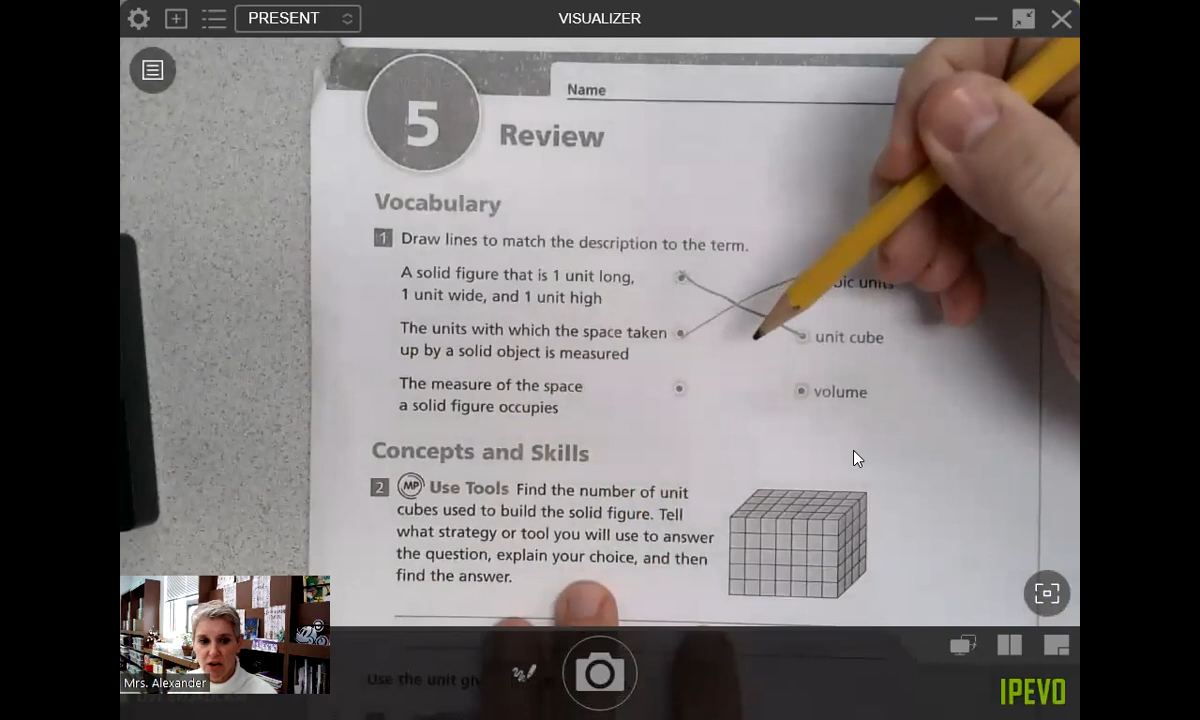 PRESENT
VISUALIZER
5
Name
Review
Vocabulary
1 Draw lines to match the description to the term.
A solid figure that is 1 unit long,
1 unit wide, and 1 unit high
units
The units with which the space taken
up by a solid object is measured
unit cube
The measure of the space
a solid figure occupies
volume
Concepts and Skills
2 MP Use Tools Find the number of unit
cubes used to build the solid figure. Tell
what strategy or tool you will use to answer
the question, explain your choice, and then
find the answer.
Use the unit
Mrs. Alexander
IPEVO